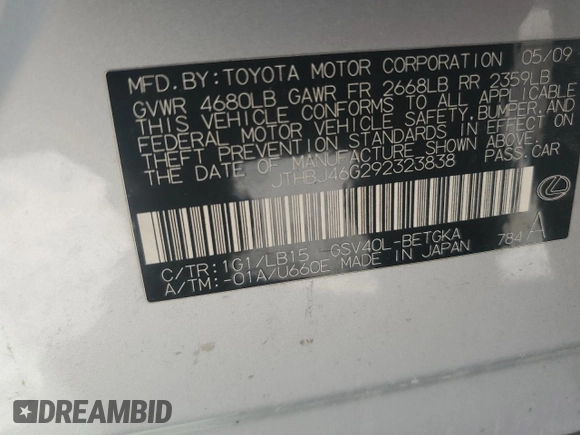 MFD.BY:TOYOTA MOTOR CORPORATION 05/09
GVWR 4680LB GAWR FR 2668LB RR 2359LB
THIS VEHICLE CONFORMS TO ALL APPLICABLE
FEDERAL MOTOR VEHICLE SAFETY,BUMPER,AND
THEFT PREVENTION STANDARDS IN EFFECT ON
THE DATE OF MANUFACTURE SHOWN ABOVE.
JTHBJ46G292323838 PASS.CAR
C/TR:1G1/LB15 GSV40L-BETGKA
A/TM:-01A/U660E MADE IN JAPAN 784 A
DREAMBID